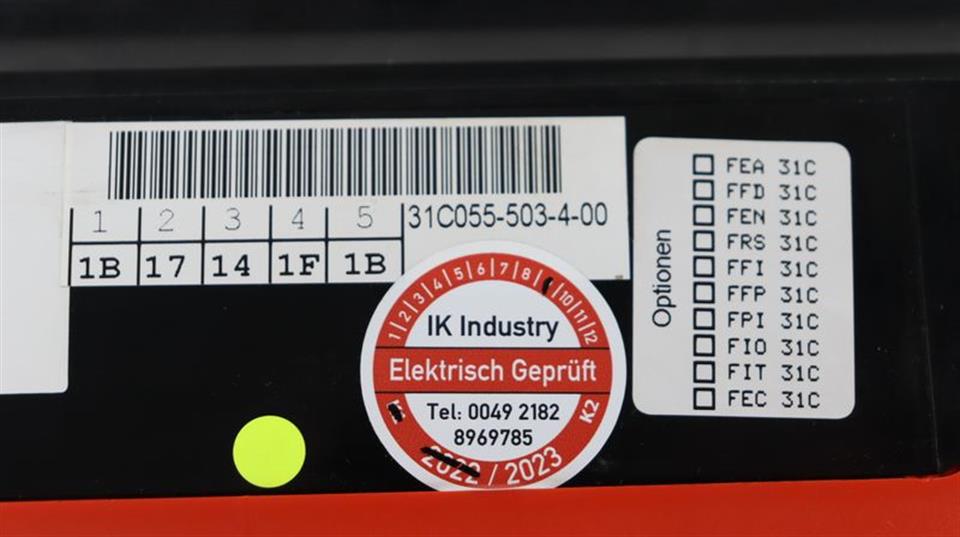 1 2 3 4 5
1B 17 14 1F 1B
31C055-503-4-00
1|2|3|4|5|6|7|8| |10|11|12
IK Industry
Elektrisch Geprüft
Tel: 0049 2182
8969785
K2
2022 / 2023
Optionen
FEA 31C
FFD 31C
FEN 31C
FRS 31C
FFI 31C
FFP 31C
FPI 31C
FIO 31C
FIT 31C
FEC 31C